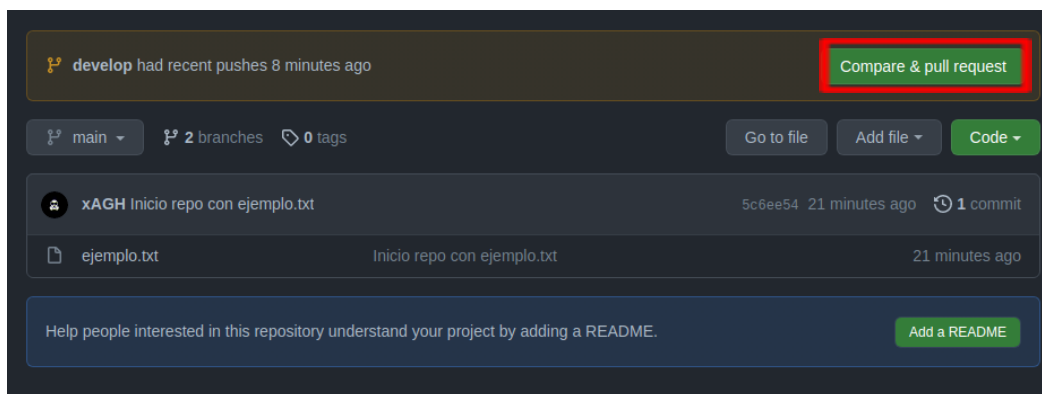 develop had recent pushes 8 minutes ago Compare & pull request
main 2 branches 0 tags Go to file Add file Code
xAGH Inicio repo con ejemplo.txt 5c6ee54 21 minutes ago 1 commit
ejemplo.txt Inicio repo con ejemplo.txt 21 minutes ago
Help people interested in this repository understand your project by adding a README. Add a README